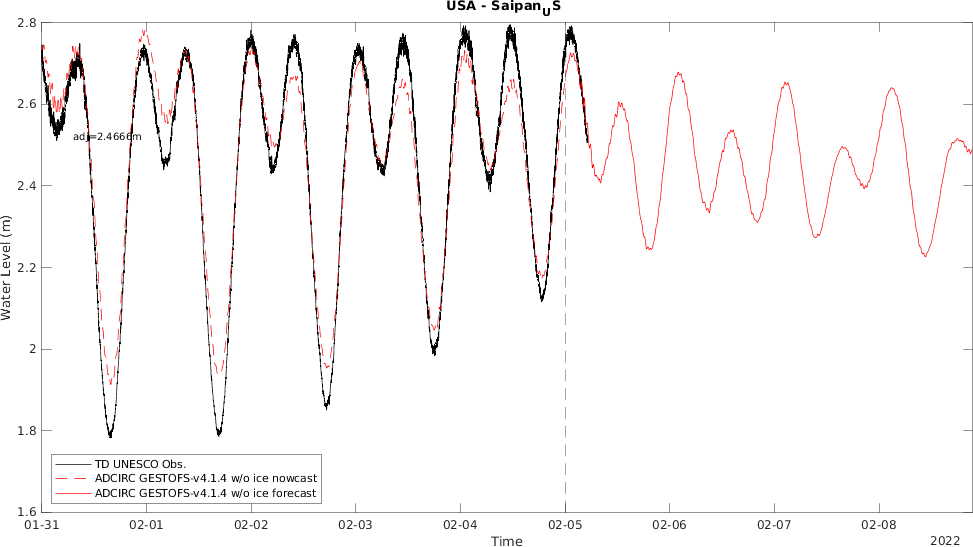 USA - Saipan_US
2.8
2.6
2.4
2.2
2
1.8
1.6
Water Level (m)
adj=2.4666m
TD UNESCO Obs.
ADCIRC GESTOFS-v4.1.4 w/o ice nowcast
ADCIRC GESTOFS-v4.1.4 w/o ice forecast
01-31 02-01 02-02 02-03 02-04 02-05 02-06 02-07 02-08
Time
2022